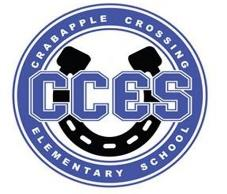 CRABAPPLE CROSSING
CCES
ELEMENTARY SCHOOL